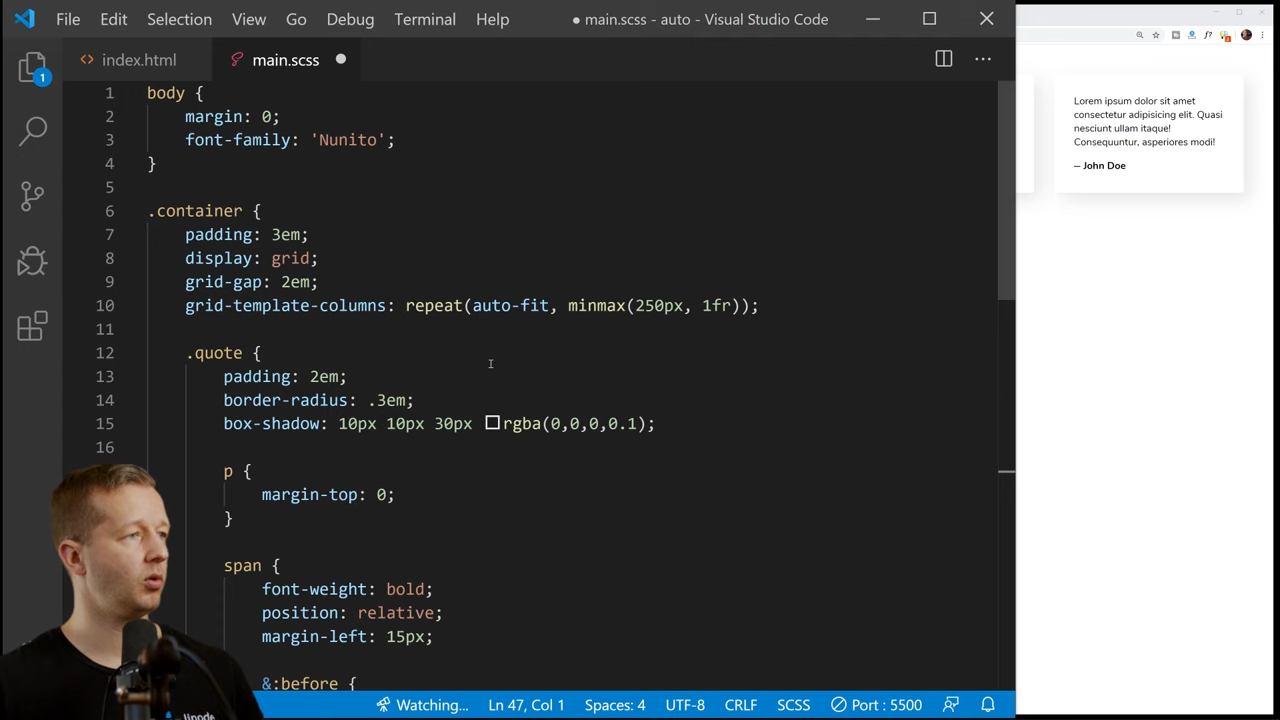 File Edit Selection View Go Debug Terminal Help
● main.scss - auto - Visual Studio Code
index.html
main.scss
1
1 body {
2 margin: 0;
3 font-family: 'Nunito';
4 }
5
6 .container {
7 padding: 3em;
8 display: grid;
9 grid-gap: 2em;
10 grid-template-columns: repeat(auto-fit, minmax(250px, 1fr));
11
12 .quote {
13 padding: 2em;
14 border-radius: .3em;
15 box-shadow: 10px 10px 30px rgba(0,0,0,0.1);
16
p {
margin-top: 0;
}
span {
font-weight: bold;
position: relative;
margin-left: 15px;
&:before {
Watching... Ln 47, Col 1 Spaces: 4 UTF-8 CRLF SCSS Port : 5500
Lorem ipsum dolor sit amet
consectetur adipisicing elit. Quasi
nesciunt ullam itaque!
Consequuntur, asperiores modi!
— John Doe
f?